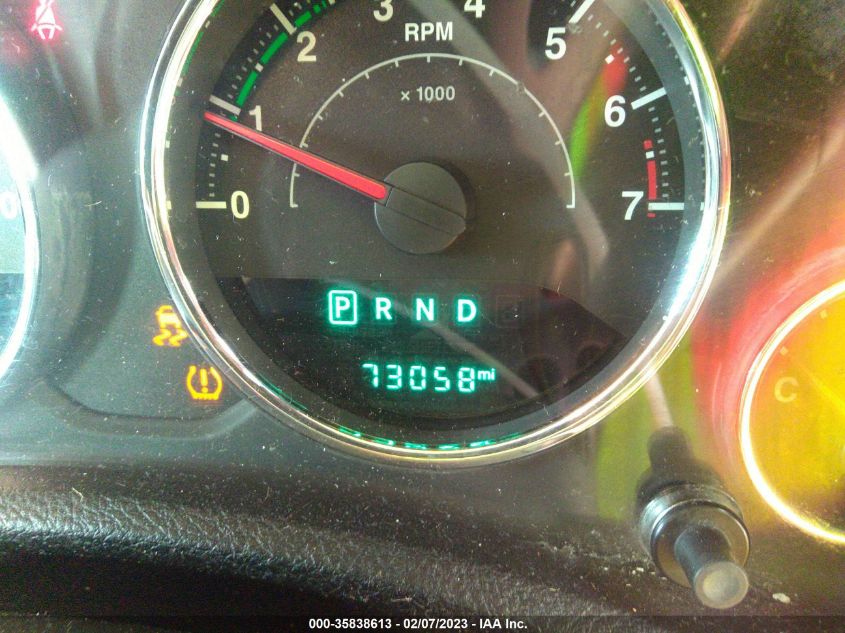 3 4
2 RPM 5
x 1000
1 6
0 7
P R N D
73058 mi
C
000-35838613 - 02/07/2023 - IAA Inc.